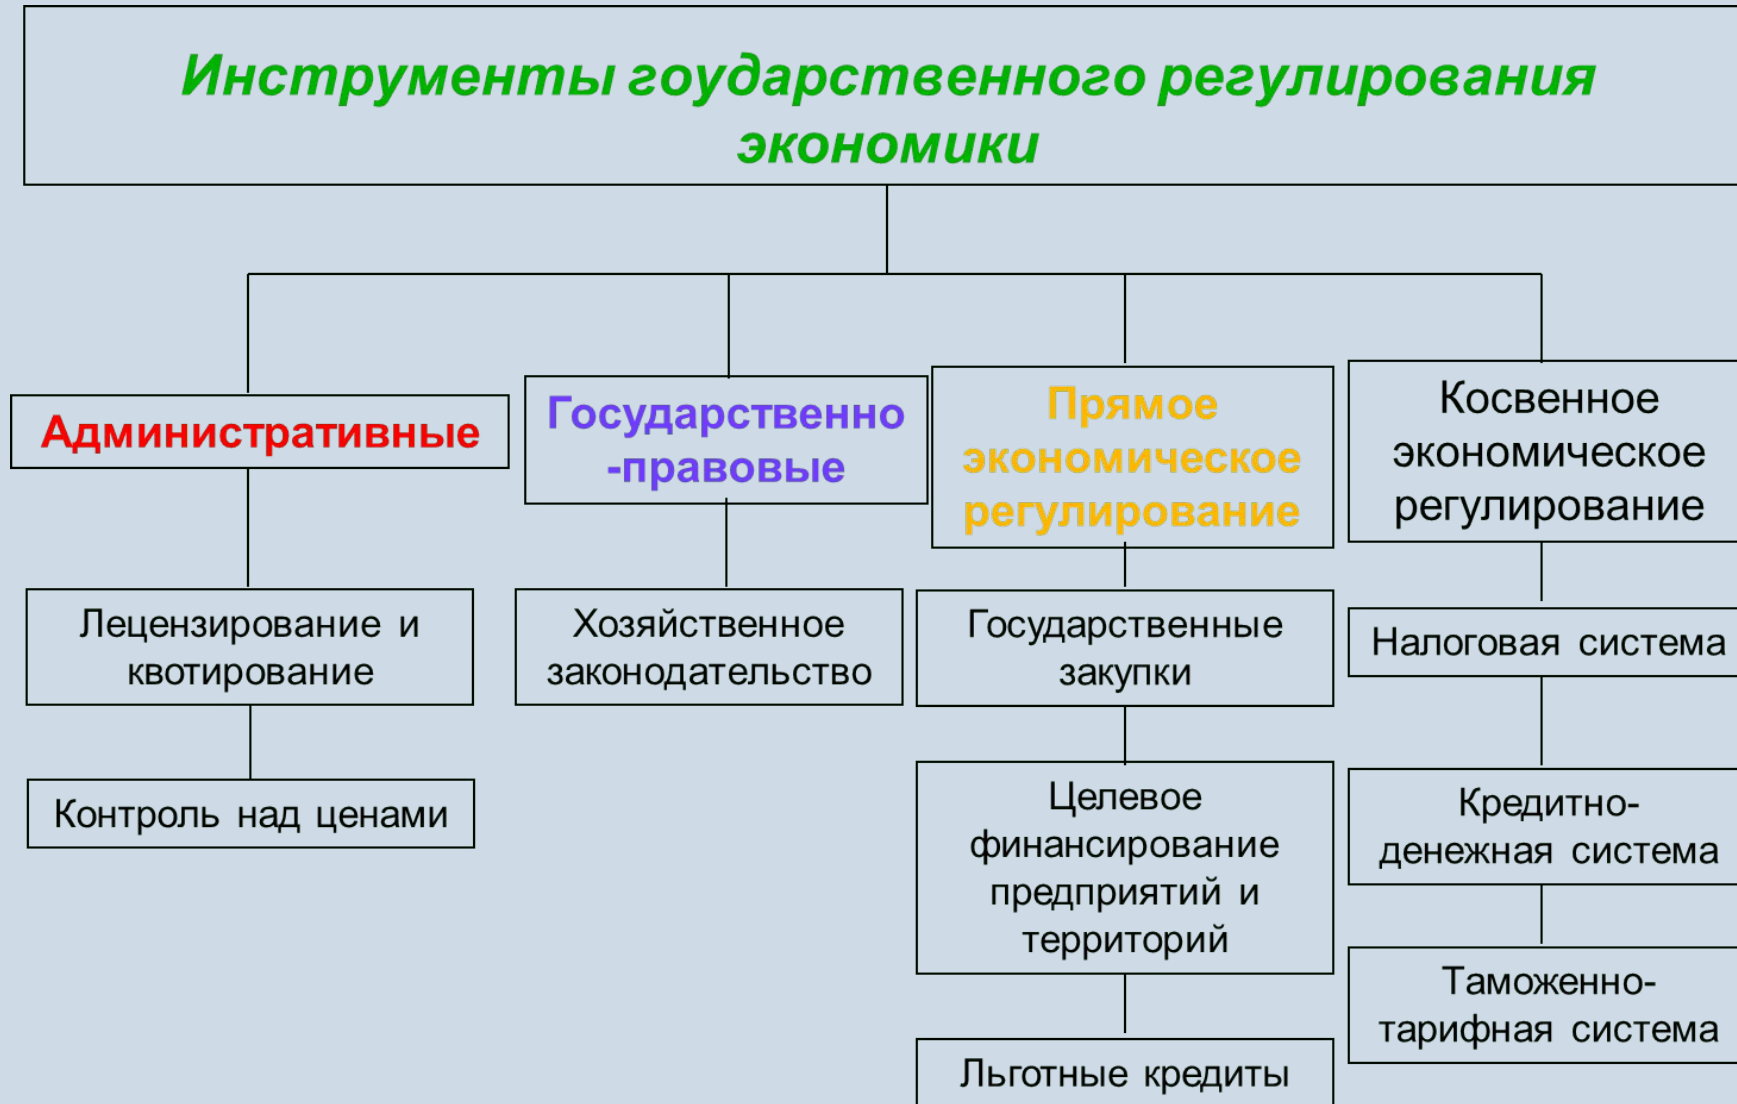 Инструменты гоударственного регулирования
экономики
Административные
Государственно
-правовые
Прямое
экономическое
регулирование
Косвенное
экономическое
регулирование
Лецензирование и
квотирование
Хозяйственное
законодательство
Государственные
закупки
Налоговая система
Контроль над ценами
Целевое
финансирование
предприятий и
территорий
Кредитно-
денежная система
Таможенно-
тарифная система
Льготные кредиты